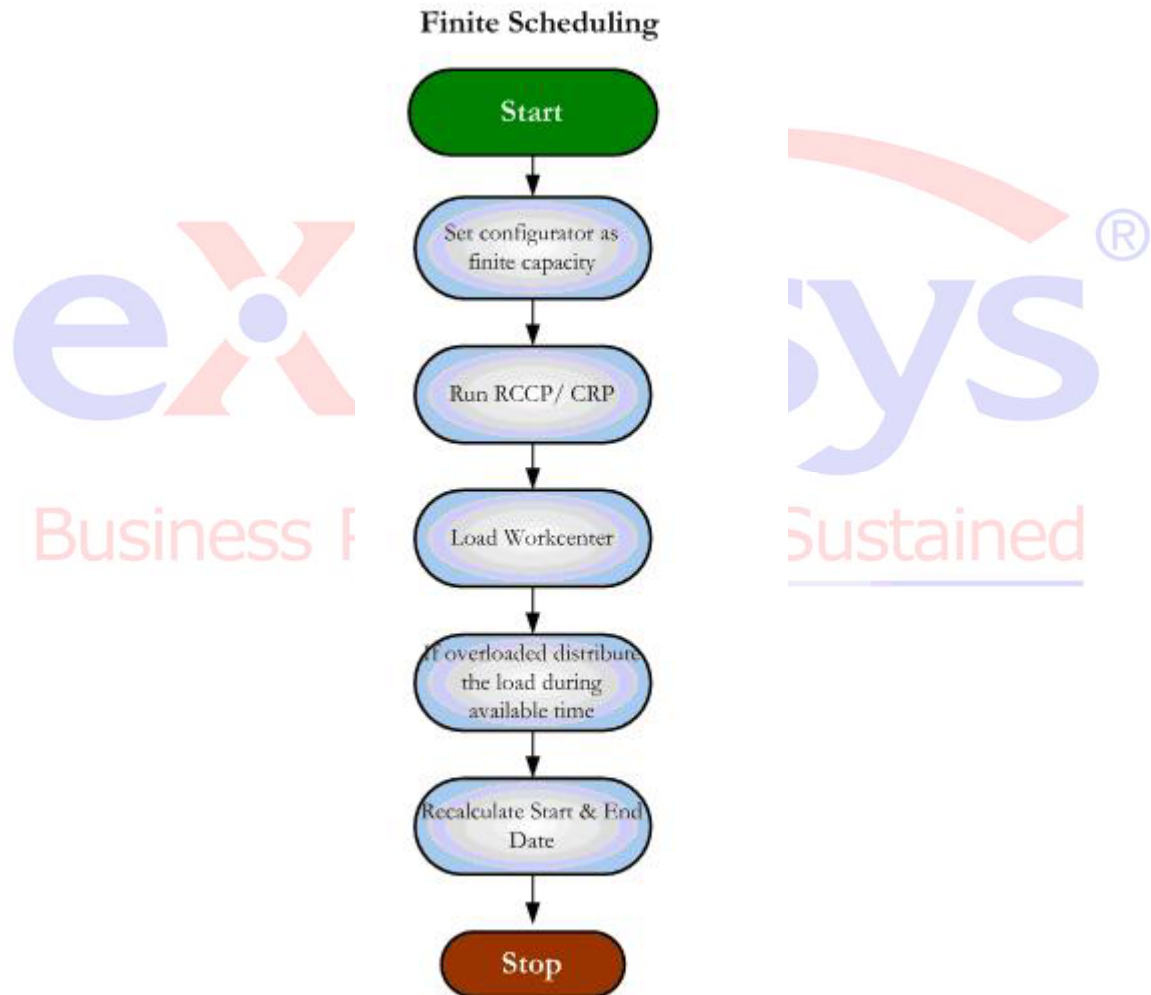 Finite Scheduling
Start
Set configurator as
finite capacity
Run RCCP/ CRP
Load Workcenter
If overloaded distribute
the load during
available time
Recalculate Start & End
Date
Stop
eX
sys
®
Business
Sustained